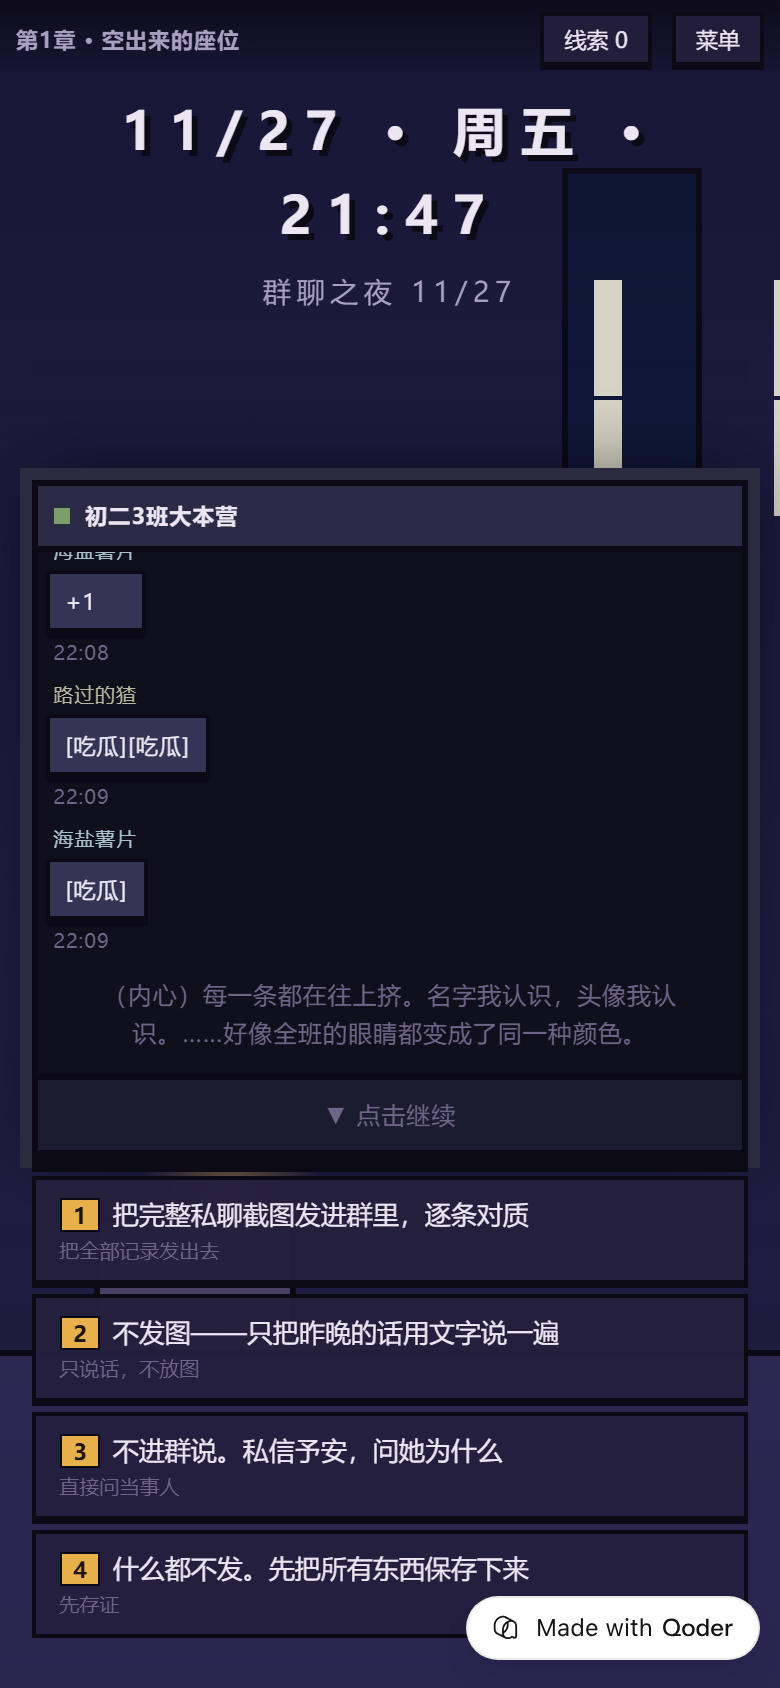 第1章·空出来的座位
线索 0
菜单
11/27 · 周五 ·
21:47
群聊之夜 11/27
初二3班大本营
海盐薯片
+1
22:08
路过的猹
[吃瓜][吃瓜]
22:09
海盐薯片
[吃瓜]
22:09
（内心）每一条都在往上挤。名字我认识，头像我认
识。……好像全班的眼睛都变成了同一种颜色。
▼ 点击继续
1 把完整私聊截图发进群里，逐条对质
把全部记录发出去
2 不发图——只把昨晚的话用文字说一遍
只说话，不放图
3 不进群说。私信予安，问她为什么
直接问当事人
4 什么都不发。先把所有东西保存下来
先存证
Made with Qoder